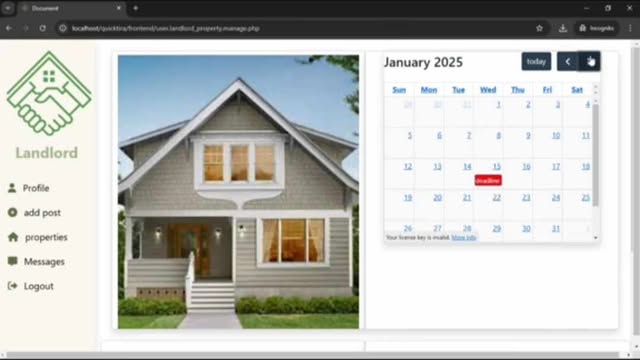 Document
Incognito
localhost/quicktira/frontend/user.landlord_property.manage.php
Landlord
Profile
add post
properties
Messages
Logout
January 2025
today
Sun Mon Tue Wed Thu Fri Sat
29 30 31 1 2 3 4
5 6 7 8 9 10 11
12 13 14 15 16 17 18
deadline
19 20 21 22 23 24 25
26 27 28 29 30 31 1
Your license key is invalid. More Info